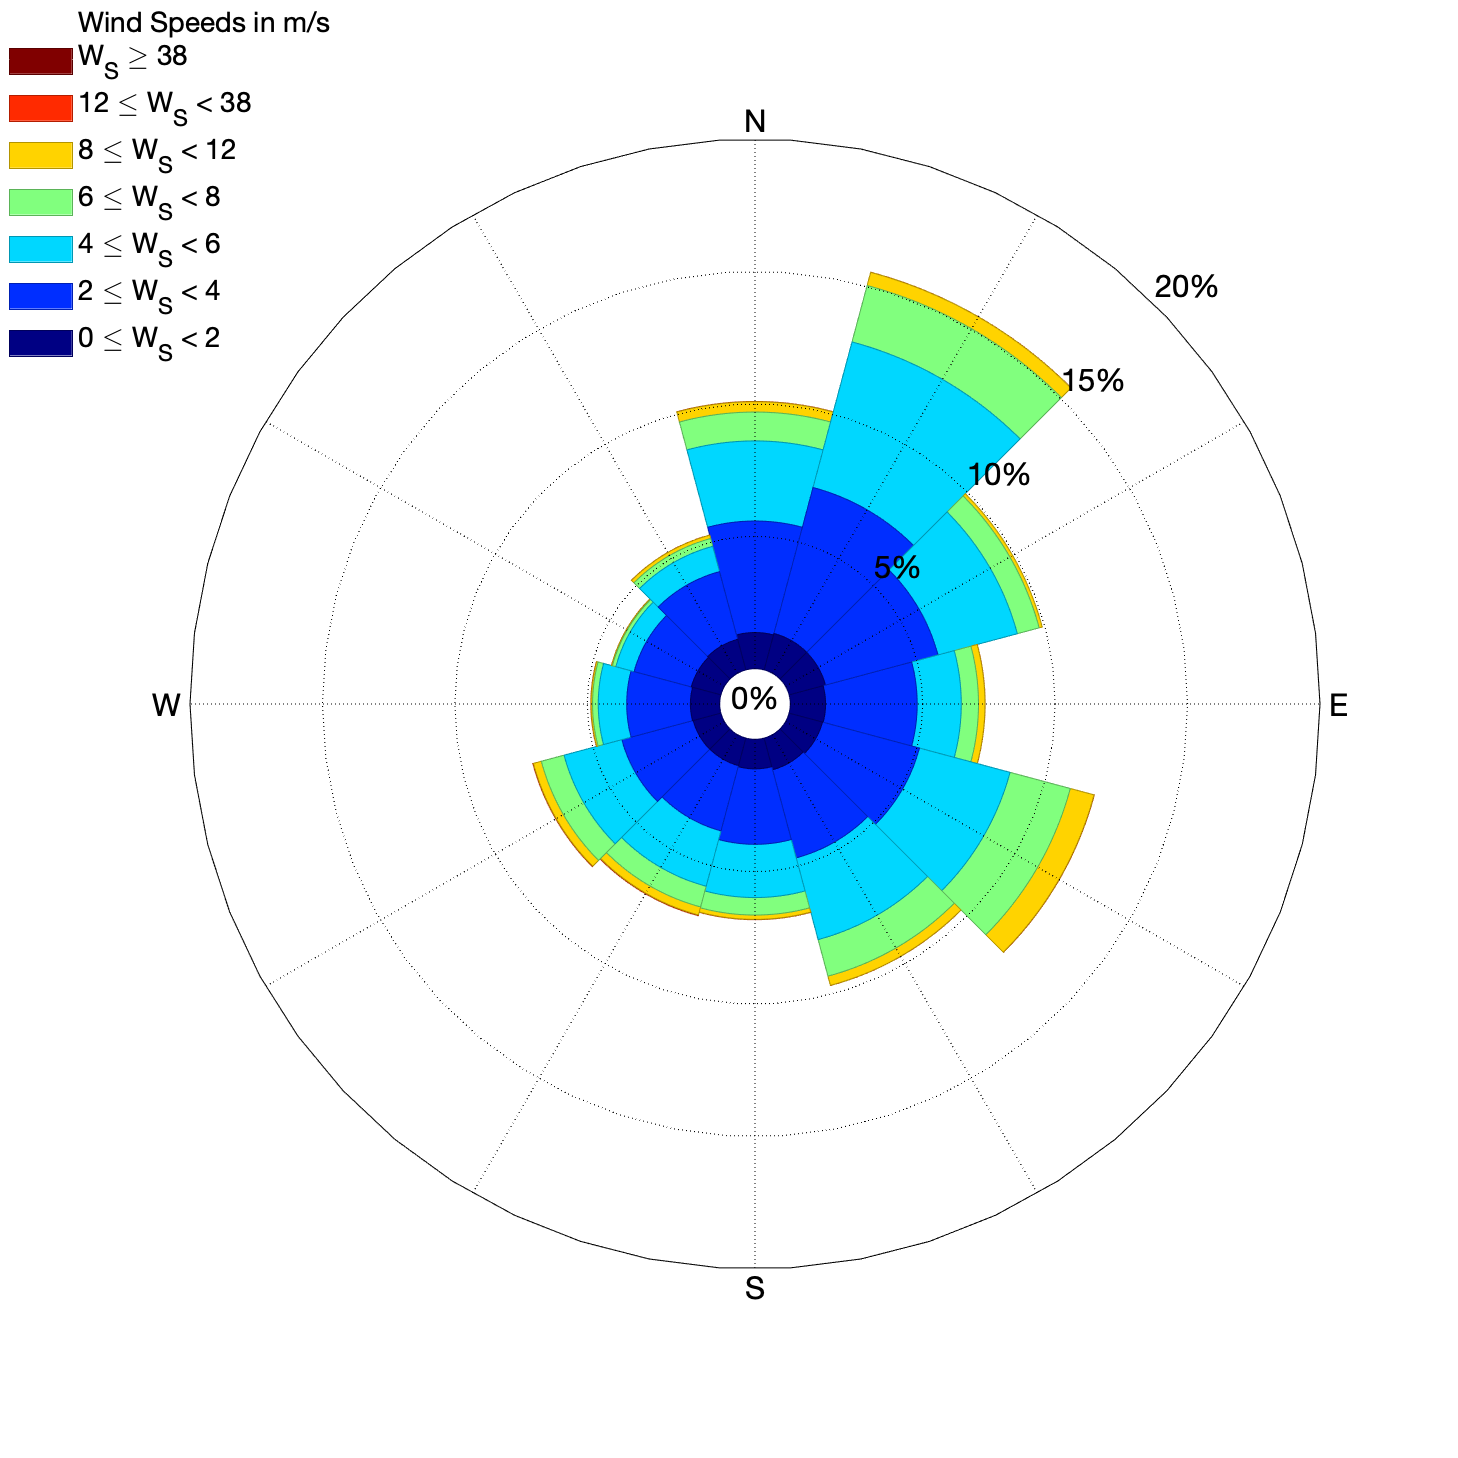 Wind Speeds in m/s
W_S ≥ 38
12 ≤ W_S < 38
8 ≤ W_S < 12
6 ≤ W_S < 8
4 ≤ W_S < 6
2 ≤ W_S < 4
0 ≤ W_S < 2
N
20%
15%
10%
5%
0%
W
E
S